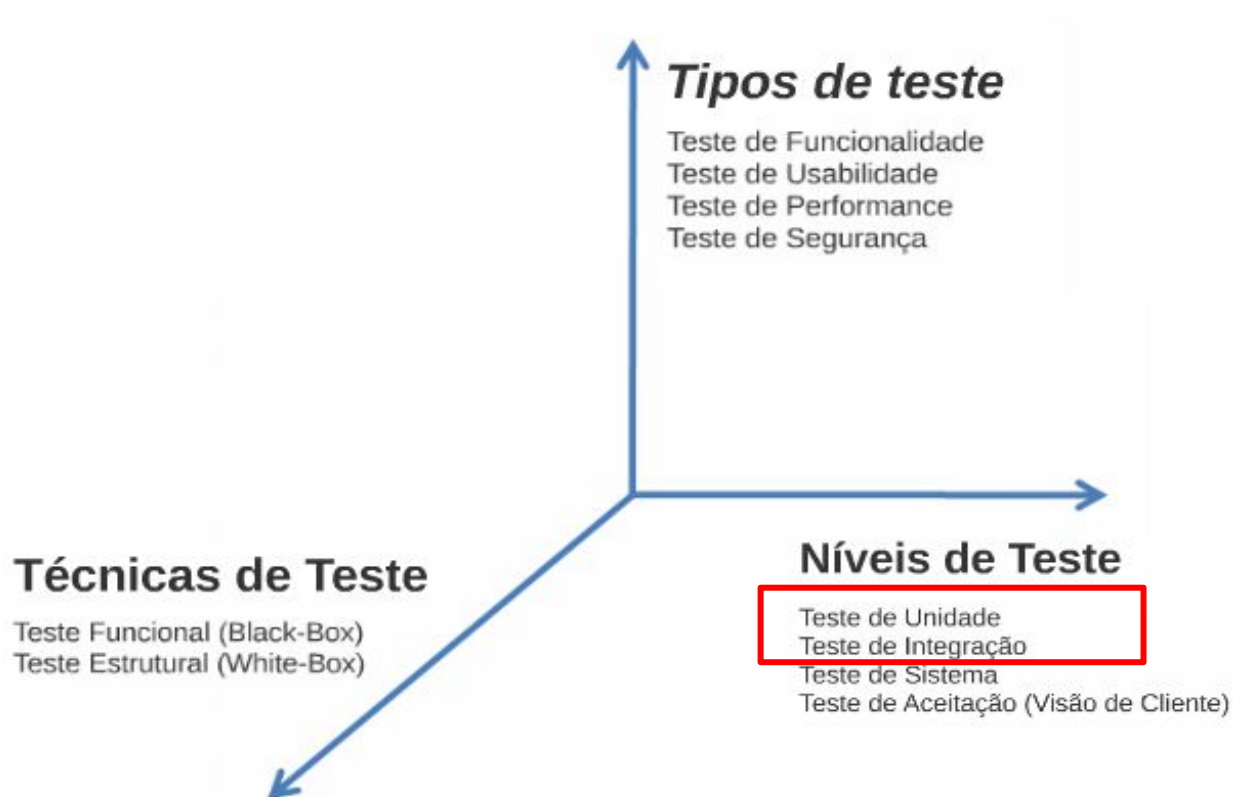 Tipos de teste
Teste de Funcionalidade
Teste de Usabilidade
Teste de Performance
Teste de Segurança
Técnicas de Teste
Teste Funcional (Black-Box)
Teste Estrutural (White-Box)
Níveis de Teste
Teste de Unidade
Teste de Integração
Teste de Sistema
Teste de Aceitação (Visão de Cliente)